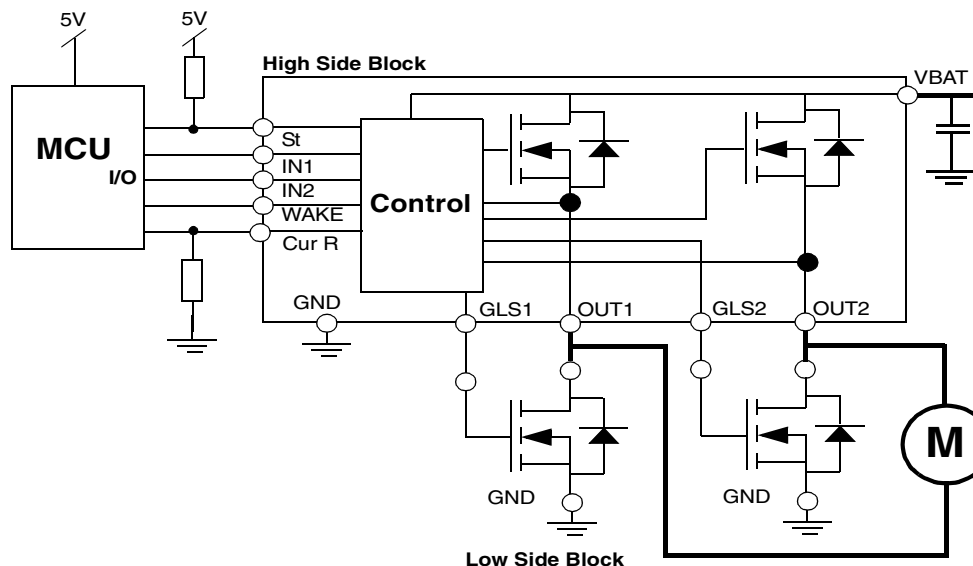 5V
5V
High Side Block
VBAT
MCU
I/O
St
IN1
IN2
WAKE
Cur R
Control
GND
GLS1
OUT1
GLS2
OUT2
M
GND
GND
Low Side Block